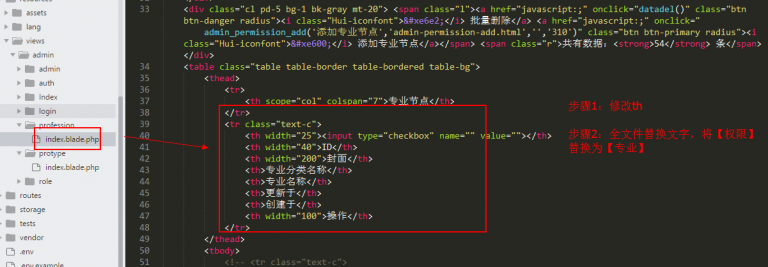 resources
assets
lang
views
admin
admin
auth
Index
login
profession
index.blade.php
protype
index.blade.php
role
routes
storage
tests
vendor
.env
.env.example
33 <div class="cl pd-5 bg-1 bk-gray mt-20"> <span class="l"><a href="javascript:;" onclick="datadel()" class="btn
btn-danger radius"><i class="Hui-iconfont">&#xe6e2;</i> 批量删除</a> <a href="javascript:;" onclick="
admin_permission_add('添加专业节点','admin-permission-add.html','','310')" class="btn btn-primary radius"><i
class="Hui-iconfont">&#xe600;</i> 添加专业节点</a></span> <span class="r">共有数据：<strong>54</strong> 条</span>
</div>
34 <table class="table table-border table-bordered table-bg">
35 <thead>
36 <tr>
37 <th scope="col" colspan="7">专业节点</th>
38 </tr>
39 <tr class="text-c">
40 <th width="25"><input type="checkbox" name="" value=""></th>
41 <th width="40">ID</th>
42 <th width="200">封面</th>
43 <th>专业分类名称</th>
44 <th>专业名称</th>
45 <th>更新于</th>
46 <th>创建于</th>
47 <th width="100">操作</th>
48 </tr>
49 </thead>
50 <tbody>
51 <!-- <tr class="text-c">
步骤1：修改th
步骤2：全文件替换文字，将【权限】
替换为【专业】